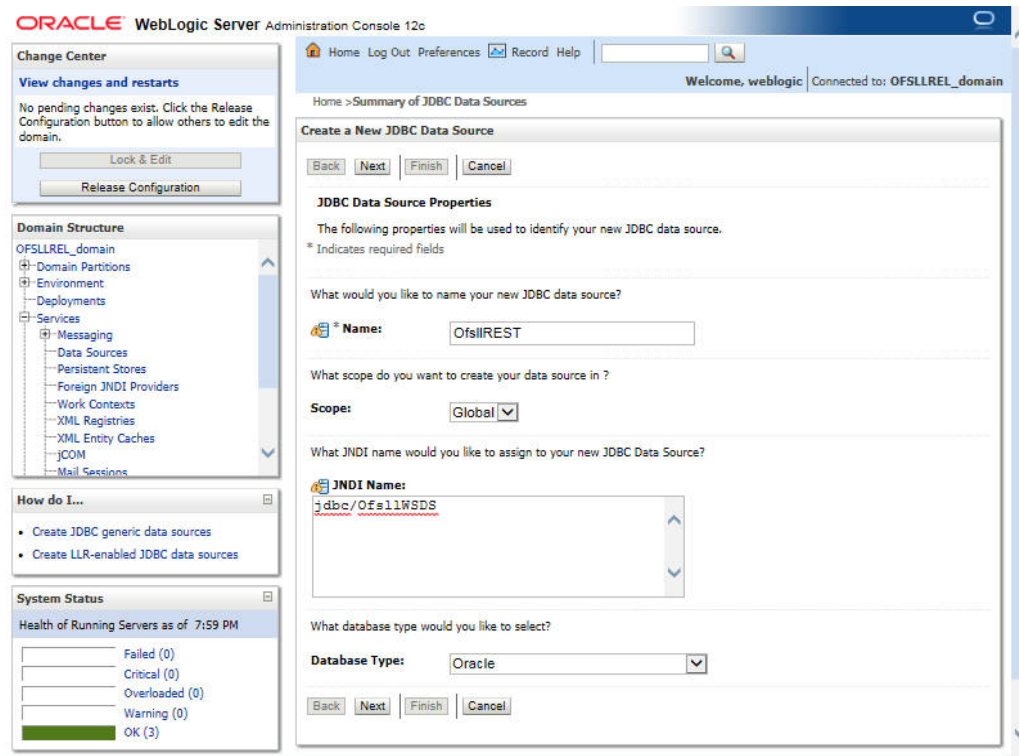 ORACLE WebLogic Server Administration Console 12c
Change Center
View changes and restarts
No pending changes exist. Click the Release
Configuration button to allow others to edit the
domain.
Lock & Edit
Release Configuration
Domain Structure
OFSLLREL_domain
Domain Partitions
Environment
Deployments
Services
Messaging
Data Sources
Persistent Stores
Foreign JNDI Providers
Work Contexts
XML Registries
XML Entity Caches
jCOM
Mail Sessions
How do I...
Create JDBC generic data sources
Create LLR-enabled JDBC data sources
System Status
Health of Running Servers as of 7:59 PM
Failed (0)
Critical (0)
Overloaded (0)
Warning (0)
OK (3)
Home Log Out Preferences Record Help
Welcome, weblogic Connected to: OFSLLREL_domain
Home >Summary of JDBC Data Sources
Create a New JDBC Data Source
Back Next Finish Cancel
JDBC Data Source Properties
The following properties will be used to identify your new JDBC data source.
* Indicates required fields
What would you like to name your new JDBC data source?
* Name: OfsllREST
What scope do you want to create your data source in ?
Scope: Global
What JNDI name would you like to assign to your new JDBC Data Source?
JNDI Name:
jdbc/OfsllWSDS
What database type would you like to select?
Database Type: Oracle
Back Next Finish Cancel